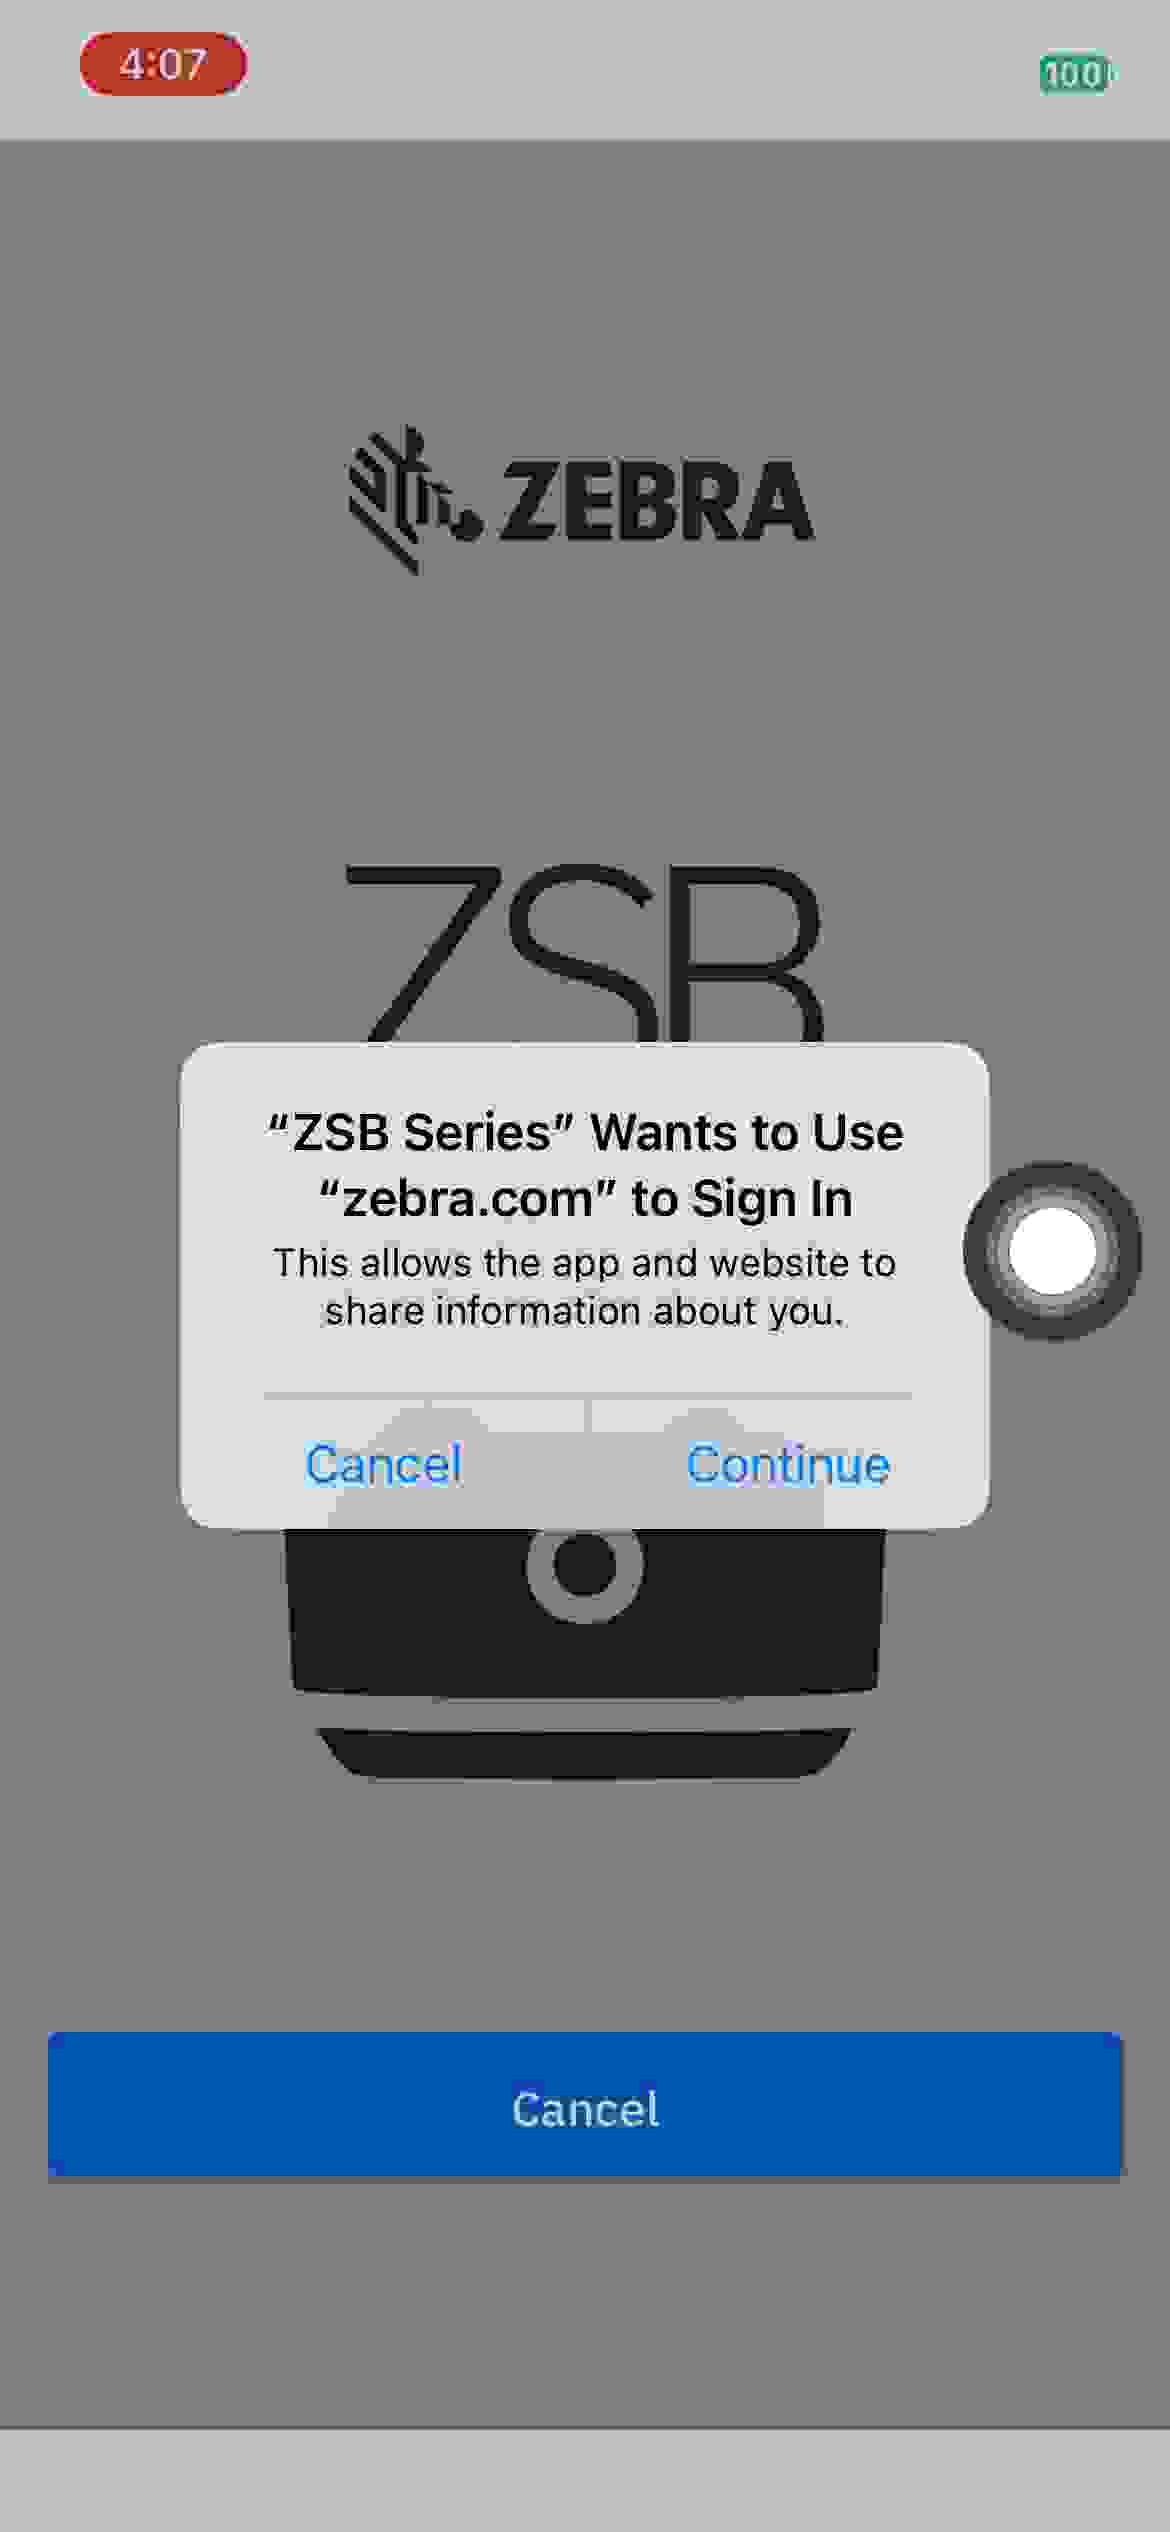 4:07
100
ZEBRA
ZSB
“ZSB Series” Wants to Use
“zebra.com” to Sign In
This allows the app and website to
share information about you.
Cancel
Continue
Cancel